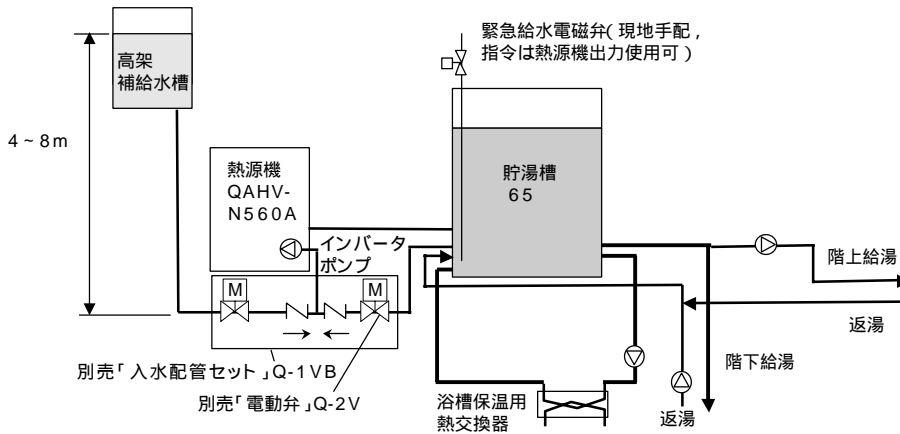 緊急給水電磁弁(現地手配,
指令は熱源機出力使用可)
高架
補給水槽
4~8m
熱源機
QAHV-
N560A
貯湯槽
65
インバータ
ポンプ
M
M
階上給湯
返湯
階下給湯
別売「入水配管セット」Q-1VB
別売「電動弁」Q-2V
浴槽保温用
熱交換器
返湯